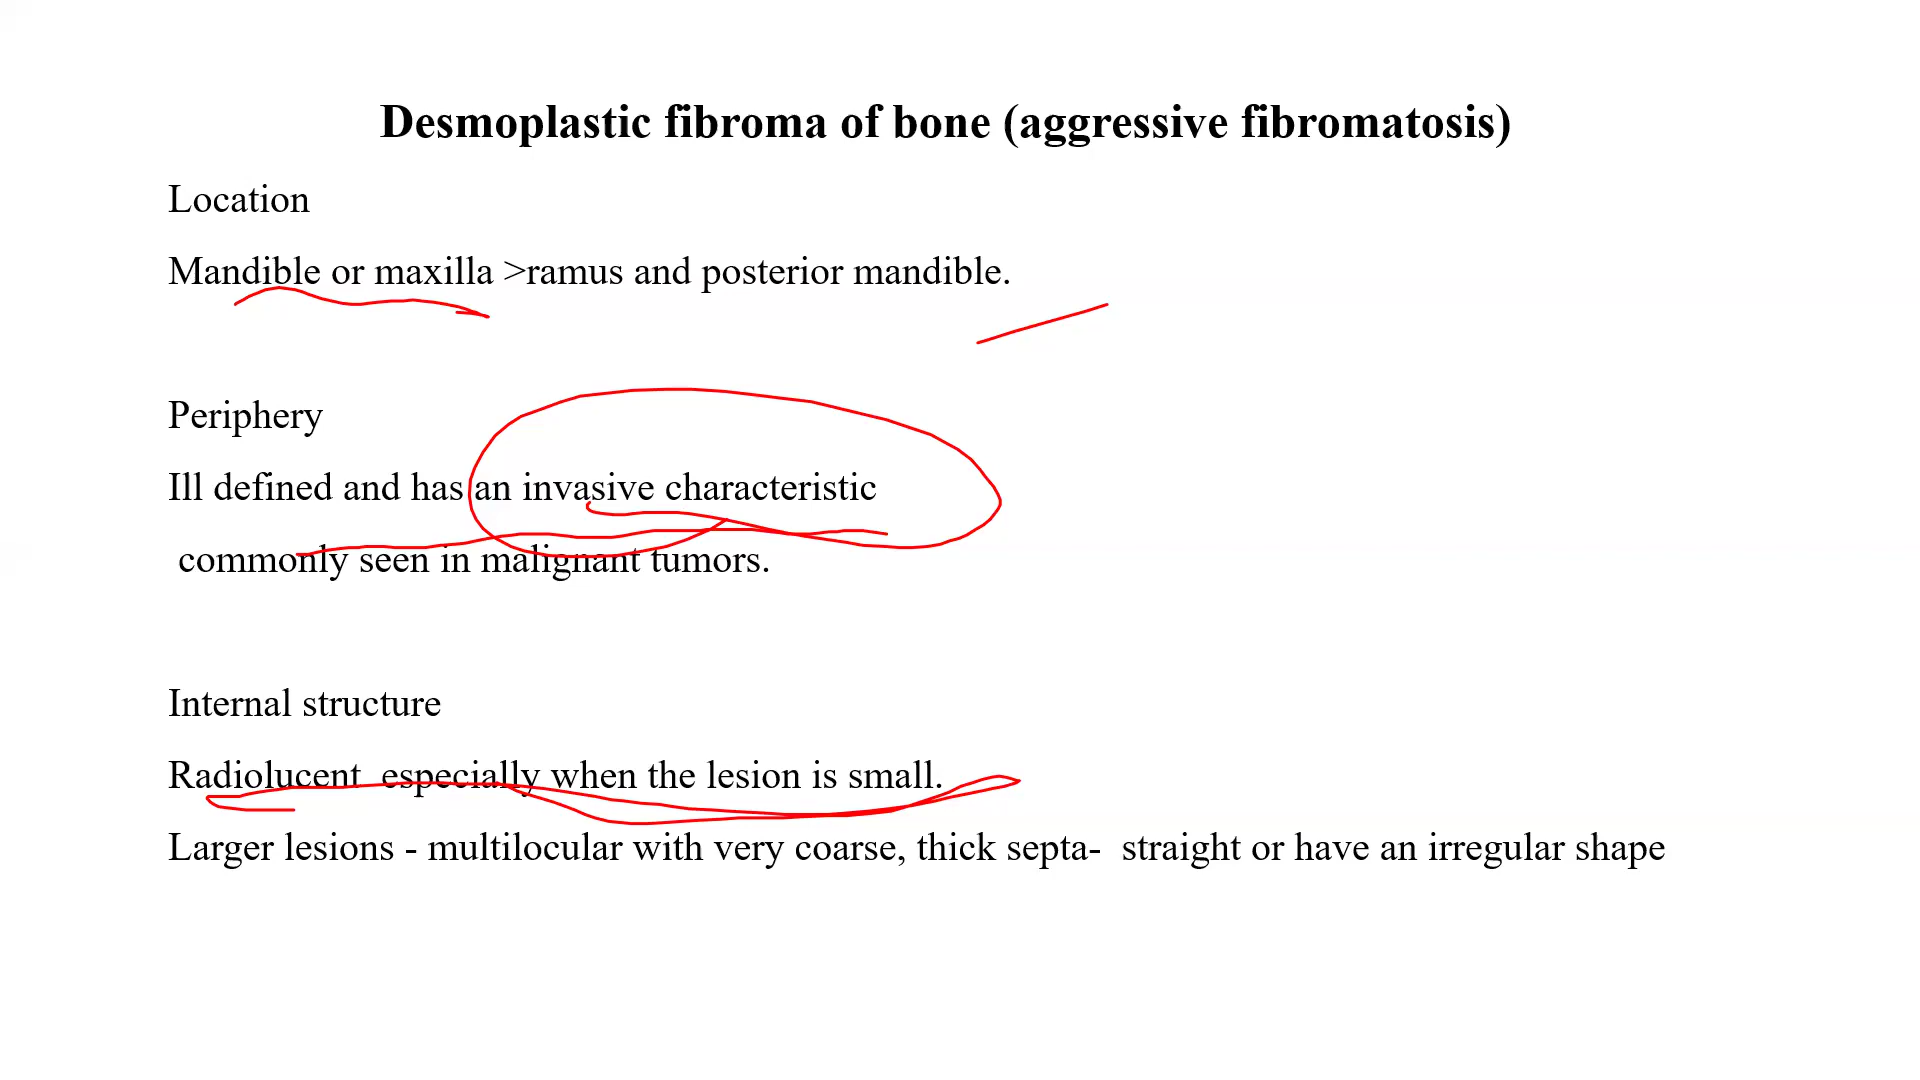 Desmoplastic fibroma of bone (aggressive fibromatosis)
Location
Mandible or maxilla >ramus and posterior mandible.
Periphery
Ill defined and has an invasive characteristic
commonly seen in malignant tumors.
Internal structure
Radiolucent  especially when the lesion is small.
Larger lesions - multilocular with very coarse, thick septa-  straight or have an irregular shape